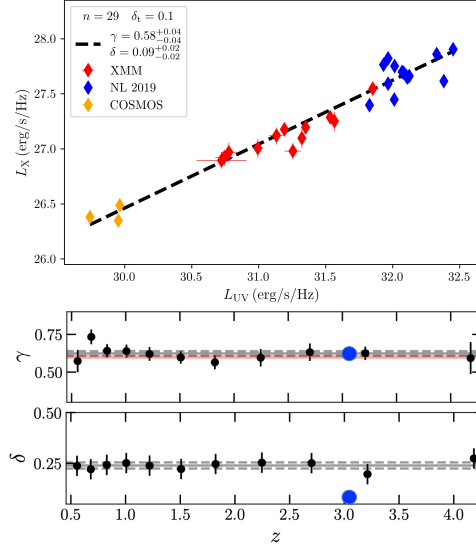 n = 29   δt = 0.1
γ = 0.58+0.04−0.04
δ = 0.09+0.02−0.02
XMM
NL 2019
COSMOS
28.0
27.5
27.0
26.5
26.0
LX (erg/s/Hz)
30.0 30.5 31.0 31.5 32.0 32.5
LUV (erg/s/Hz)
0.75
0.50
γ
0.50
0.25
δ
0.5 1.0 1.5 2.0 2.5 3.0 3.5 4.0
z